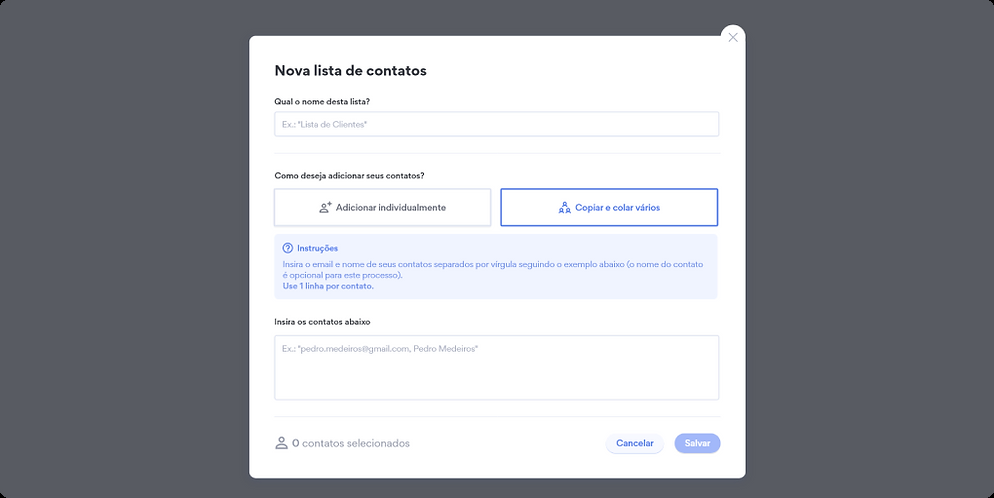 Nova lista de contatos
Qual o nome desta lista?
Ex.: "Lista de Clientes"
Como deseja adicionar seus contatos?
Adicionar individualmente
Copiar e colar vários
Instruções
Insira o email e nome de seus contatos separados por vírgula seguindo o exemplo abaixo (o nome do contato
é opcional para este processo).
Use 1 linha por contato.
Insira os contatos abaixo
Ex.: "pedro.medeiros@gmail.com, Pedro Medeiros"
0 contatos selecionados
Cancelar
Salvar